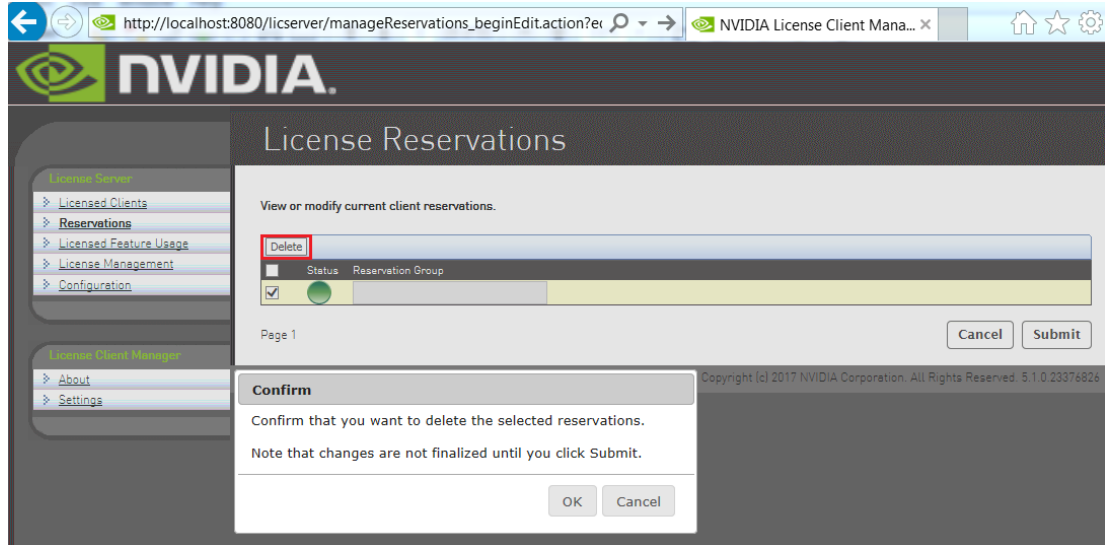 http://localhost:8080/licserver/manageReservations_beginEdit.action?ec
NVIDIA License Client Mana...
NVIDIA.
License Reservations
License Server
Licensed Clients
Reservations
Licensed Feature Usage
License Management
Configuration
License Client Manager
About
Settings
View or modify current client reservations.
Delete
Status Reservation Group
Page 1
Cancel Submit
Copyright (c) 2017 NVIDIA Corporation. All Rights Reserved. 5.1.0.23376826
Confirm
Confirm that you want to delete the selected reservations.
Note that changes are not finalized until you click Submit.
OK Cancel